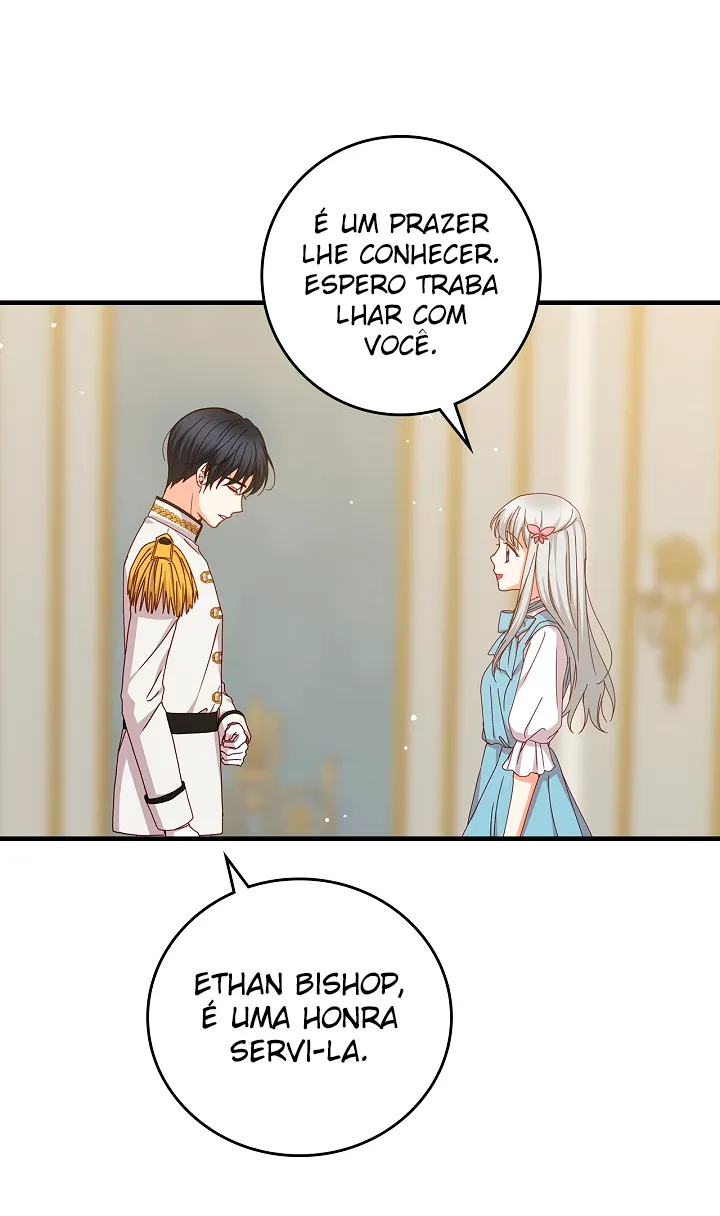 É UM PRAZER
LHE CONHECER.
ESPERO TRABA
LHAR COM
VOCÊ.
ETHAN BISHOP,
É UMA HONRA
SERVI-LA.